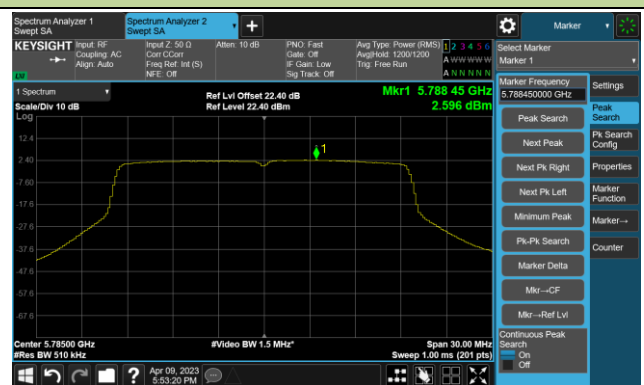 Spectrum Analyzer 1
Swept SA
Spectrum Analyzer 2
Swept SA
+
Marker
KEYSIGHT
Input: RF
Coupling: AC
Align: Auto
Input Z: 50 Ω
Corr CCorr
Freq Ref: Int (S)
NFE: Off
Atten: 10 dB
PNO: Fast
Gate: Off
IF Gain: Low
Sig Track: Off
Avg Type: Power (RMS)
Avg|Hold: 1200/1200
Trig: Free Run
1 2 3 4 5 6
A W W W W W
A N N N N N
LV
Select Marker
Marker 1
1 Spectrum
Scale/Div 10 dB
Log
Ref Lvl Offset 22.40 dB
Ref Level 22.40 dBm
Mkr1 5.788 45 GHz
2.596 dBm
1
12.4
2.40
-7.60
-17.6
-27.6
-37.6
-47.6
-57.6
-67.6
Center 5.78500 GHz
#Res BW 510 kHz
#Video BW 1.5 MHz*
Span 30.00 MHz
Sweep 1.00 ms (201 pts)
Marker Frequency
5.788450000 GHz
Peak Search
Next Peak
Next Pk Right
Next Pk Left
Minimum Peak
Pk-Pk Search
Marker Delta
Mkr→CF
Mkr→Ref Lvl
Continuous Peak
Search
On
Off
Settings
Peak
Search
Pk Search
Config
Properties
Marker
Function
Marker→
Counter
?
Apr 09, 2023
5:53:20 PM